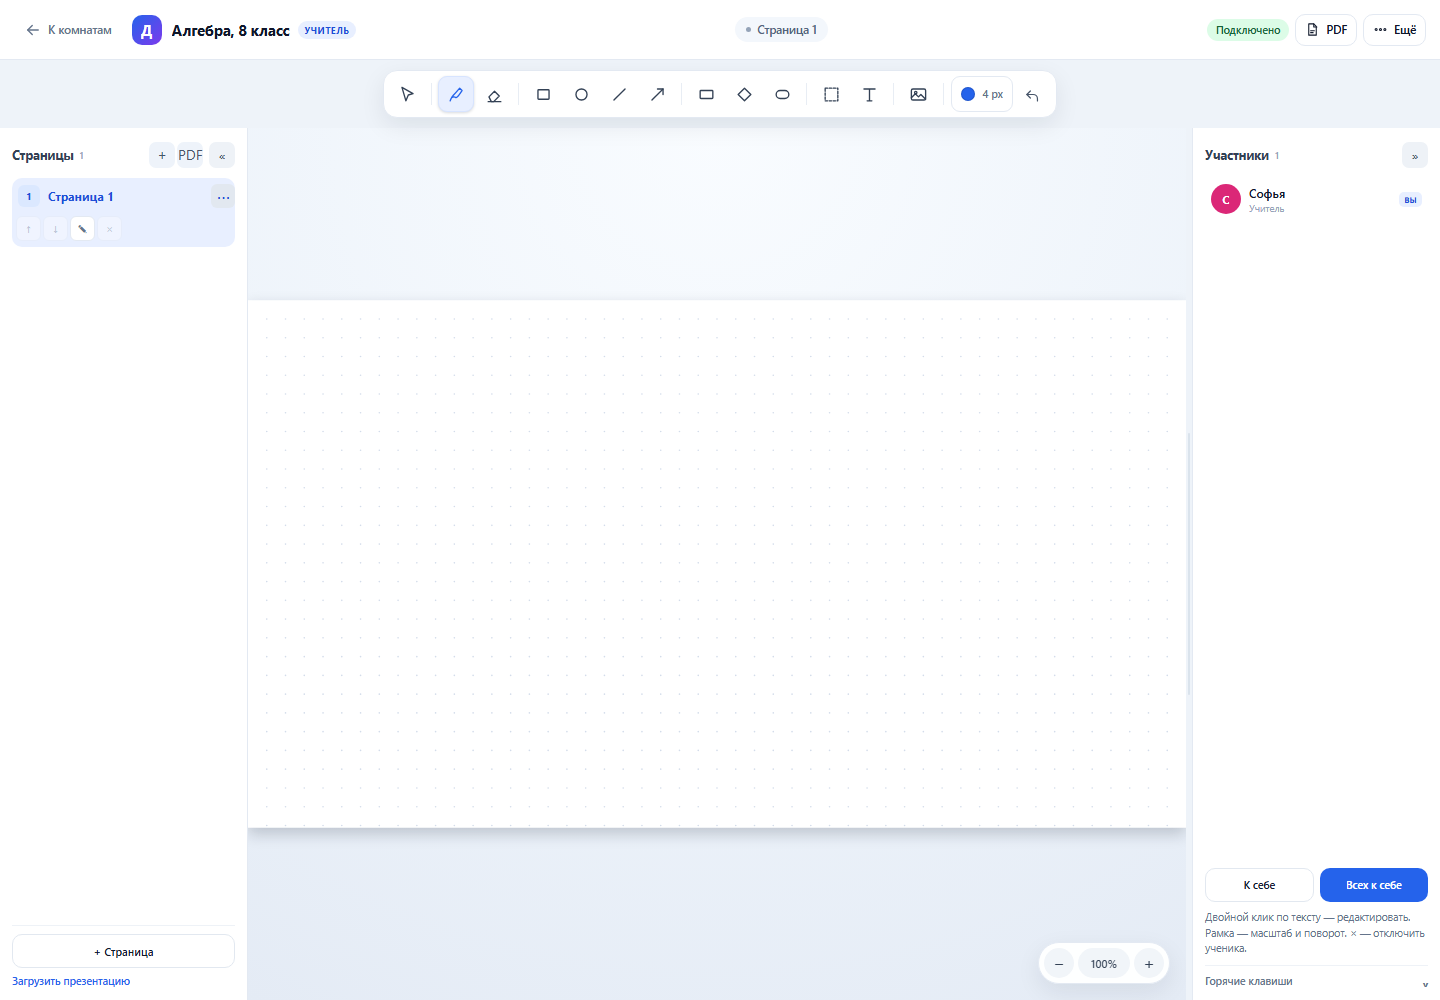 К комнатам
Д
Алгебра, 8 класс
УЧИТЕЛЬ
Страница 1
Подключено
PDF
Ещё
4 px
Страницы 1
+
PDF
«
1
Страница 1
...
↑
↓
×
Участники 1
»
С
Софья
Учитель
ВЫ
+ Страница
Загрузить презентацию
− 100% +
К себе
Всех к себе
Двойной клик по тексту — редактировать.
Рамка — масштаб и поворот. × — отключить
ученика.
Горячие клавиши